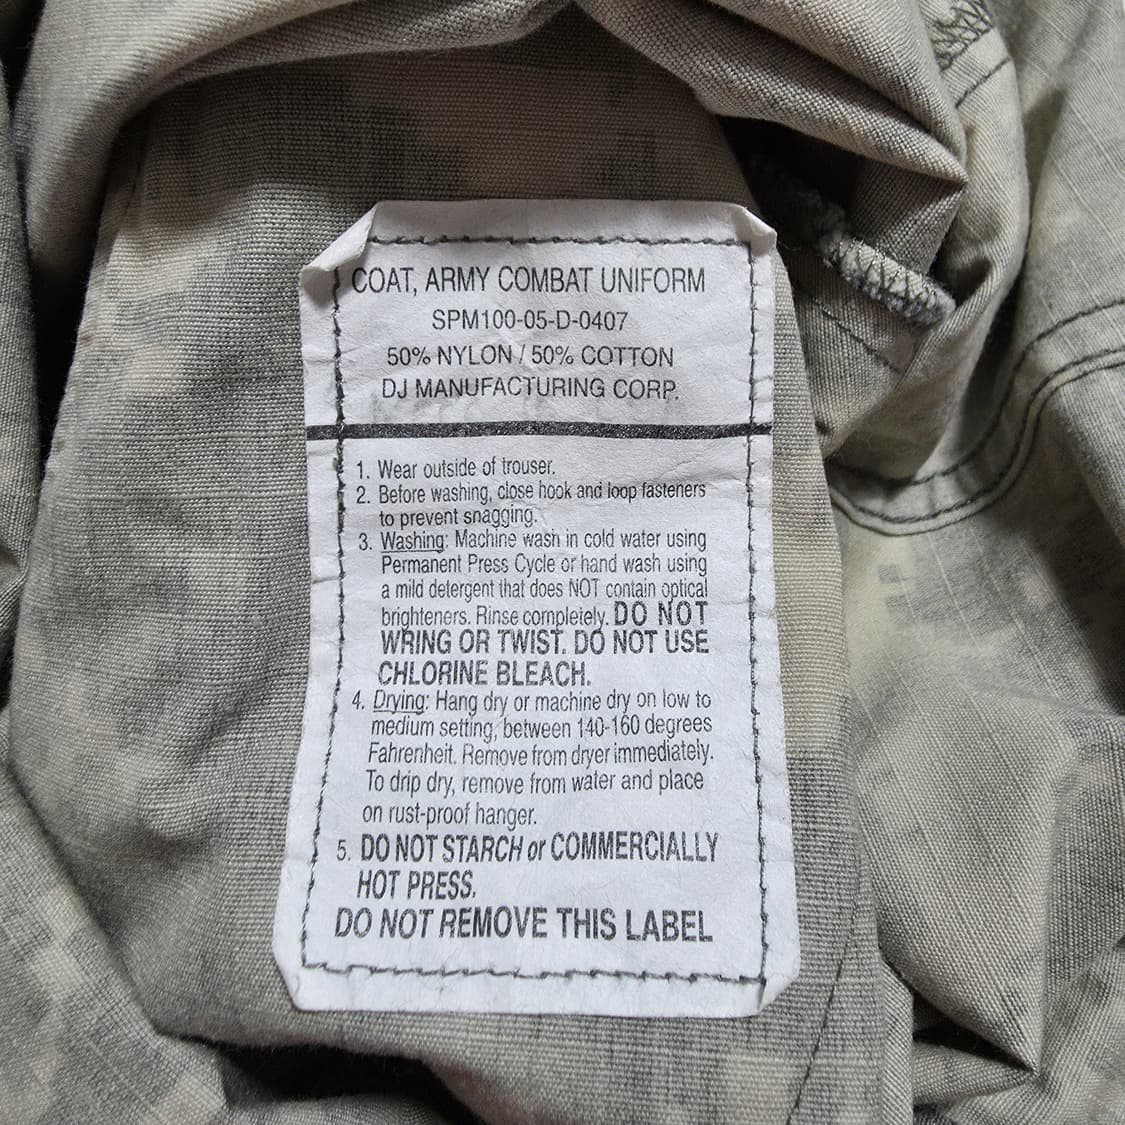 COAT, ARMY COMBAT UNIFORM
SPM100-05-D-0407
50% NYLON / 50% COTTON
DJ MANUFACTURING CORP.
1. Wear outside of trouser.
2. Before washing, close hook and loop fasteners
to prevent snagging.
3. Washing: Machine wash in cold water using
Permanent Press Cycle or hand wash using
a mild detergent that does NOT contain optical
brighteners. Rinse completely. DO NOT
WRING OR TWIST. DO NOT USE
CHLORINE BLEACH.
4. Drying: Hang dry or machine dry on low to
medium setting, between 140-160 degrees
Fahrenheit. Remove from dryer immediately.
To drip dry, remove from water and place
on rust-proof hanger.
5. DO NOT STARCH or COMMERCIALLY
HOT PRESS.
DO NOT REMOVE THIS LABEL